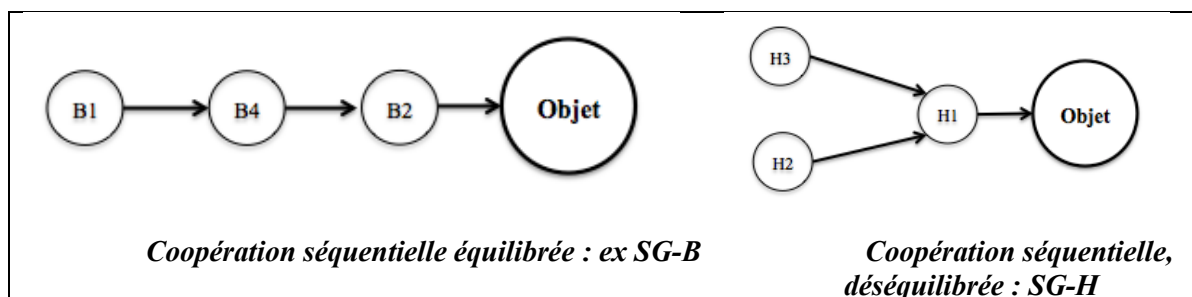 B1 B4 B2 Objet
H3
H1 Objet
H2
Coopération séquentielle équilibrée : ex SG-B
Coopération séquentielle,
déséquilibrée : SG-H